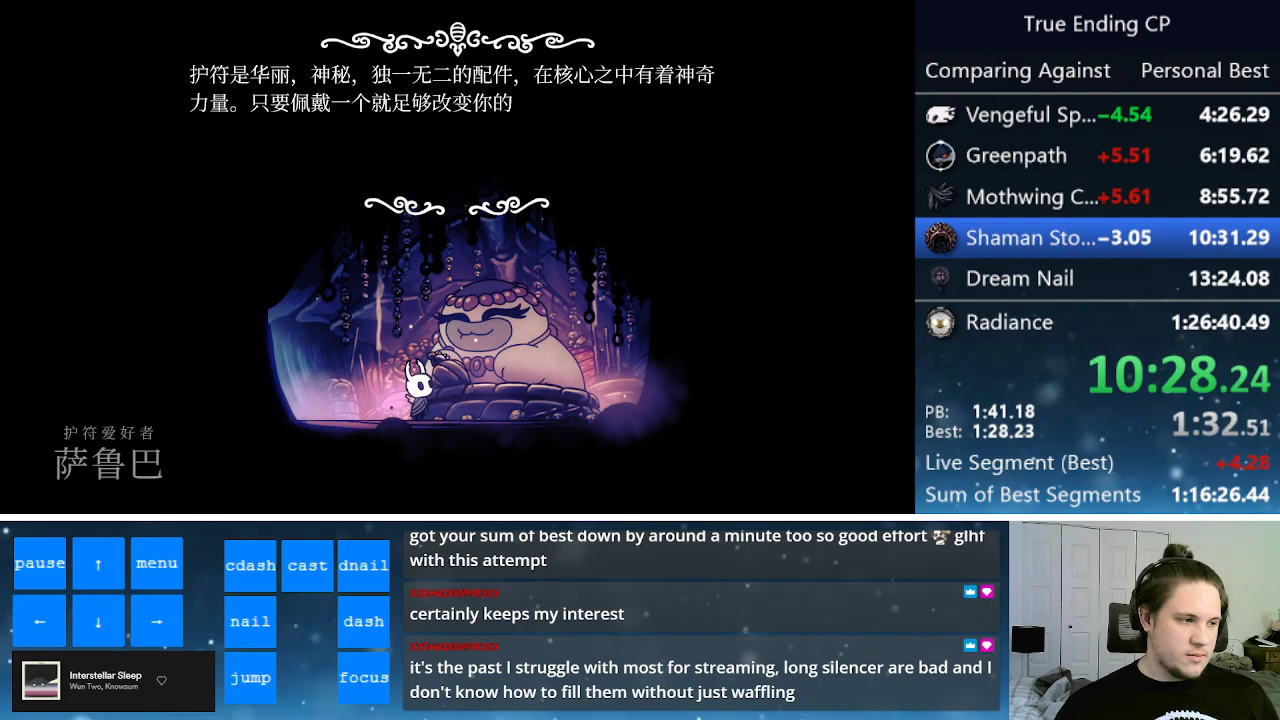 护符是华丽，神秘，独一无二的配件，在核心之中有着神奇
力量。只要佩戴一个就足够改变你的
护符爱好者
萨鲁巴
True Ending CP
Comparing Against Personal Best
Vengeful Sp... −4.54 4:26.29
Greenpath +5.51 6:19.62
Mothwing C... +5.61 8:55.72
Shaman Sto... −3.05 10:31.29
Dream Nail 13:24.08
Radiance 1:26:40.49
10:28.24
PB: 1:41.18
Best: 1:28.23
1:32.51
Live Segment (Best) +4.28
Sum of Best Segments 1:16:26.44
pause ↑ menu
← ↓ →
cdash cast dnail
nail dash
jump focus
Interstellar Sleep
Wun Two, Knowsum
got your sum of best down by around a minute too so good effort glhf
with this attempt
certainly keeps my interest
it's the past I struggle with most for streaming, long silencer are bad and I
don't know how to fill them without just waffling